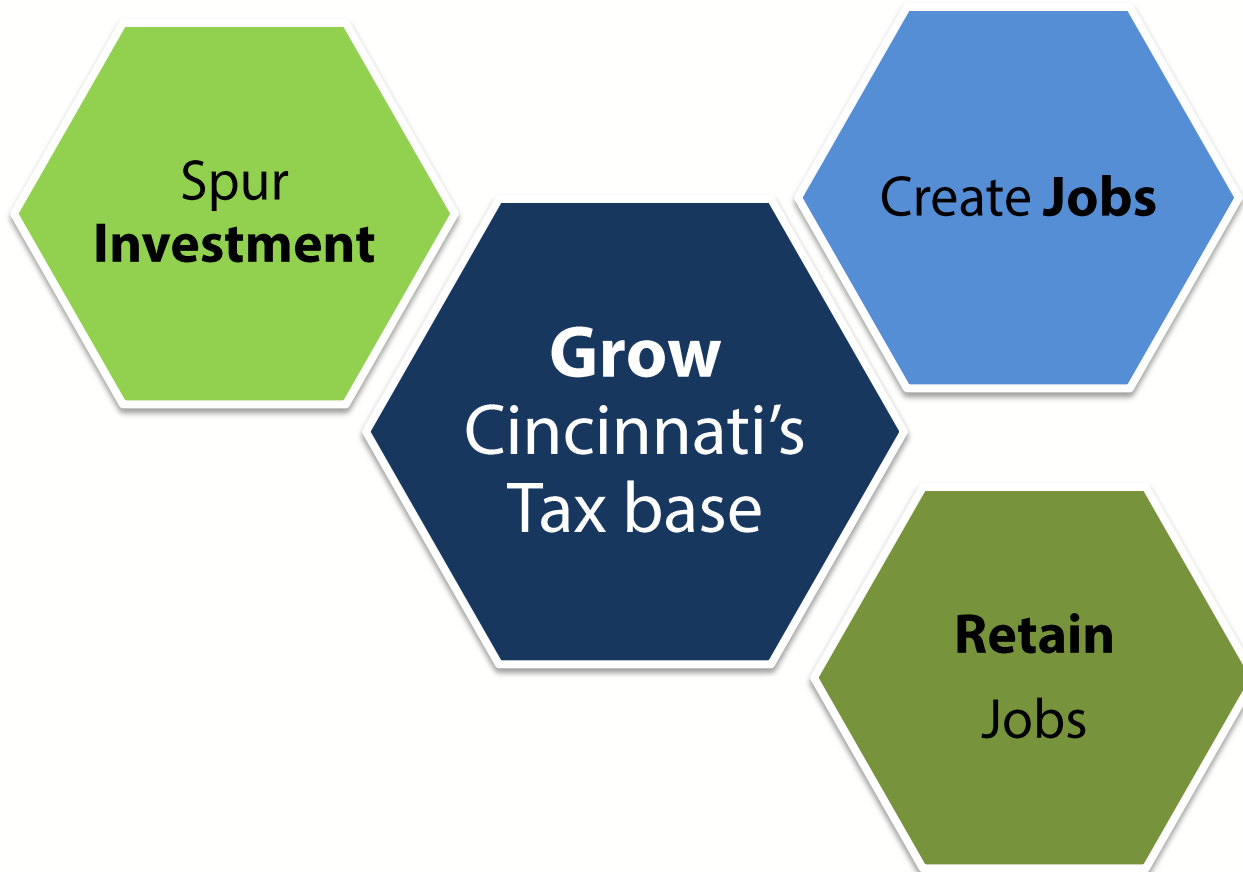 Spur
Investment
Create Jobs
Grow
Cincinnati’s
Tax base
Retain
Jobs